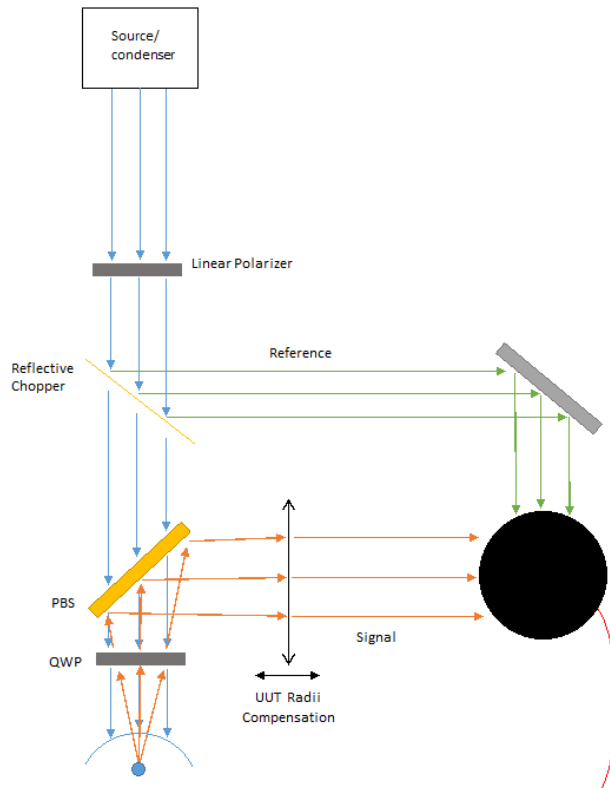 Source/
condenser
Linear Polarizer
Reference
Reflective
Chopper
PBS
Signal
QWP
UUT Radii
Compensation